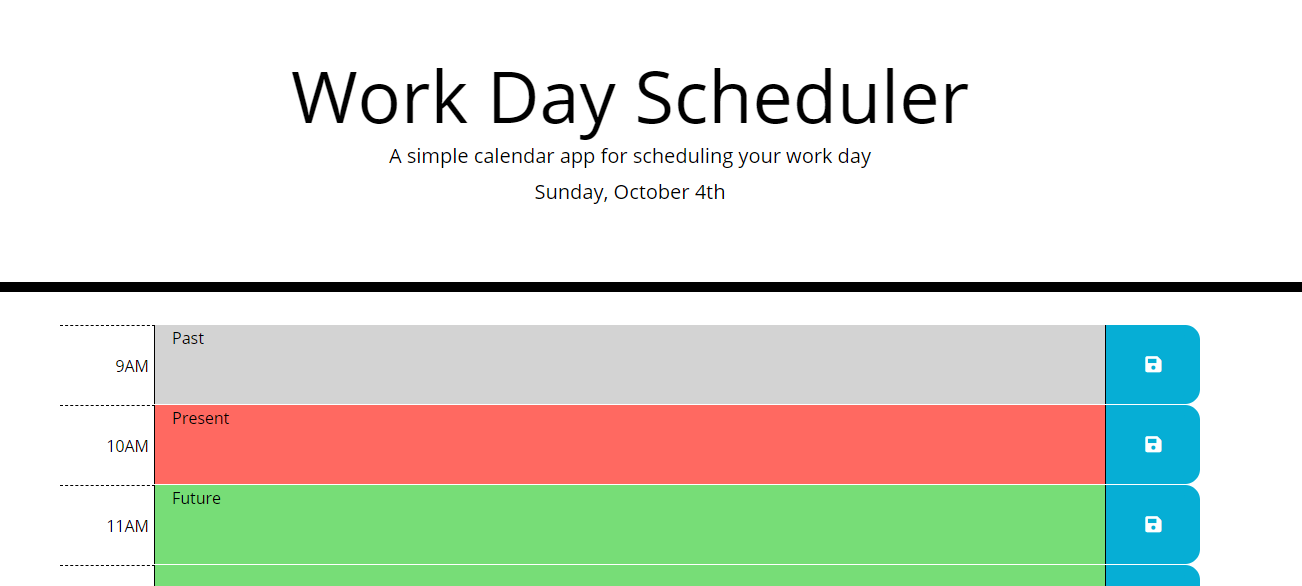 Work Day Scheduler
A simple calendar app for scheduling your work day
Sunday, October 4th
Past
9AM
Present
10AM
Future
11AM